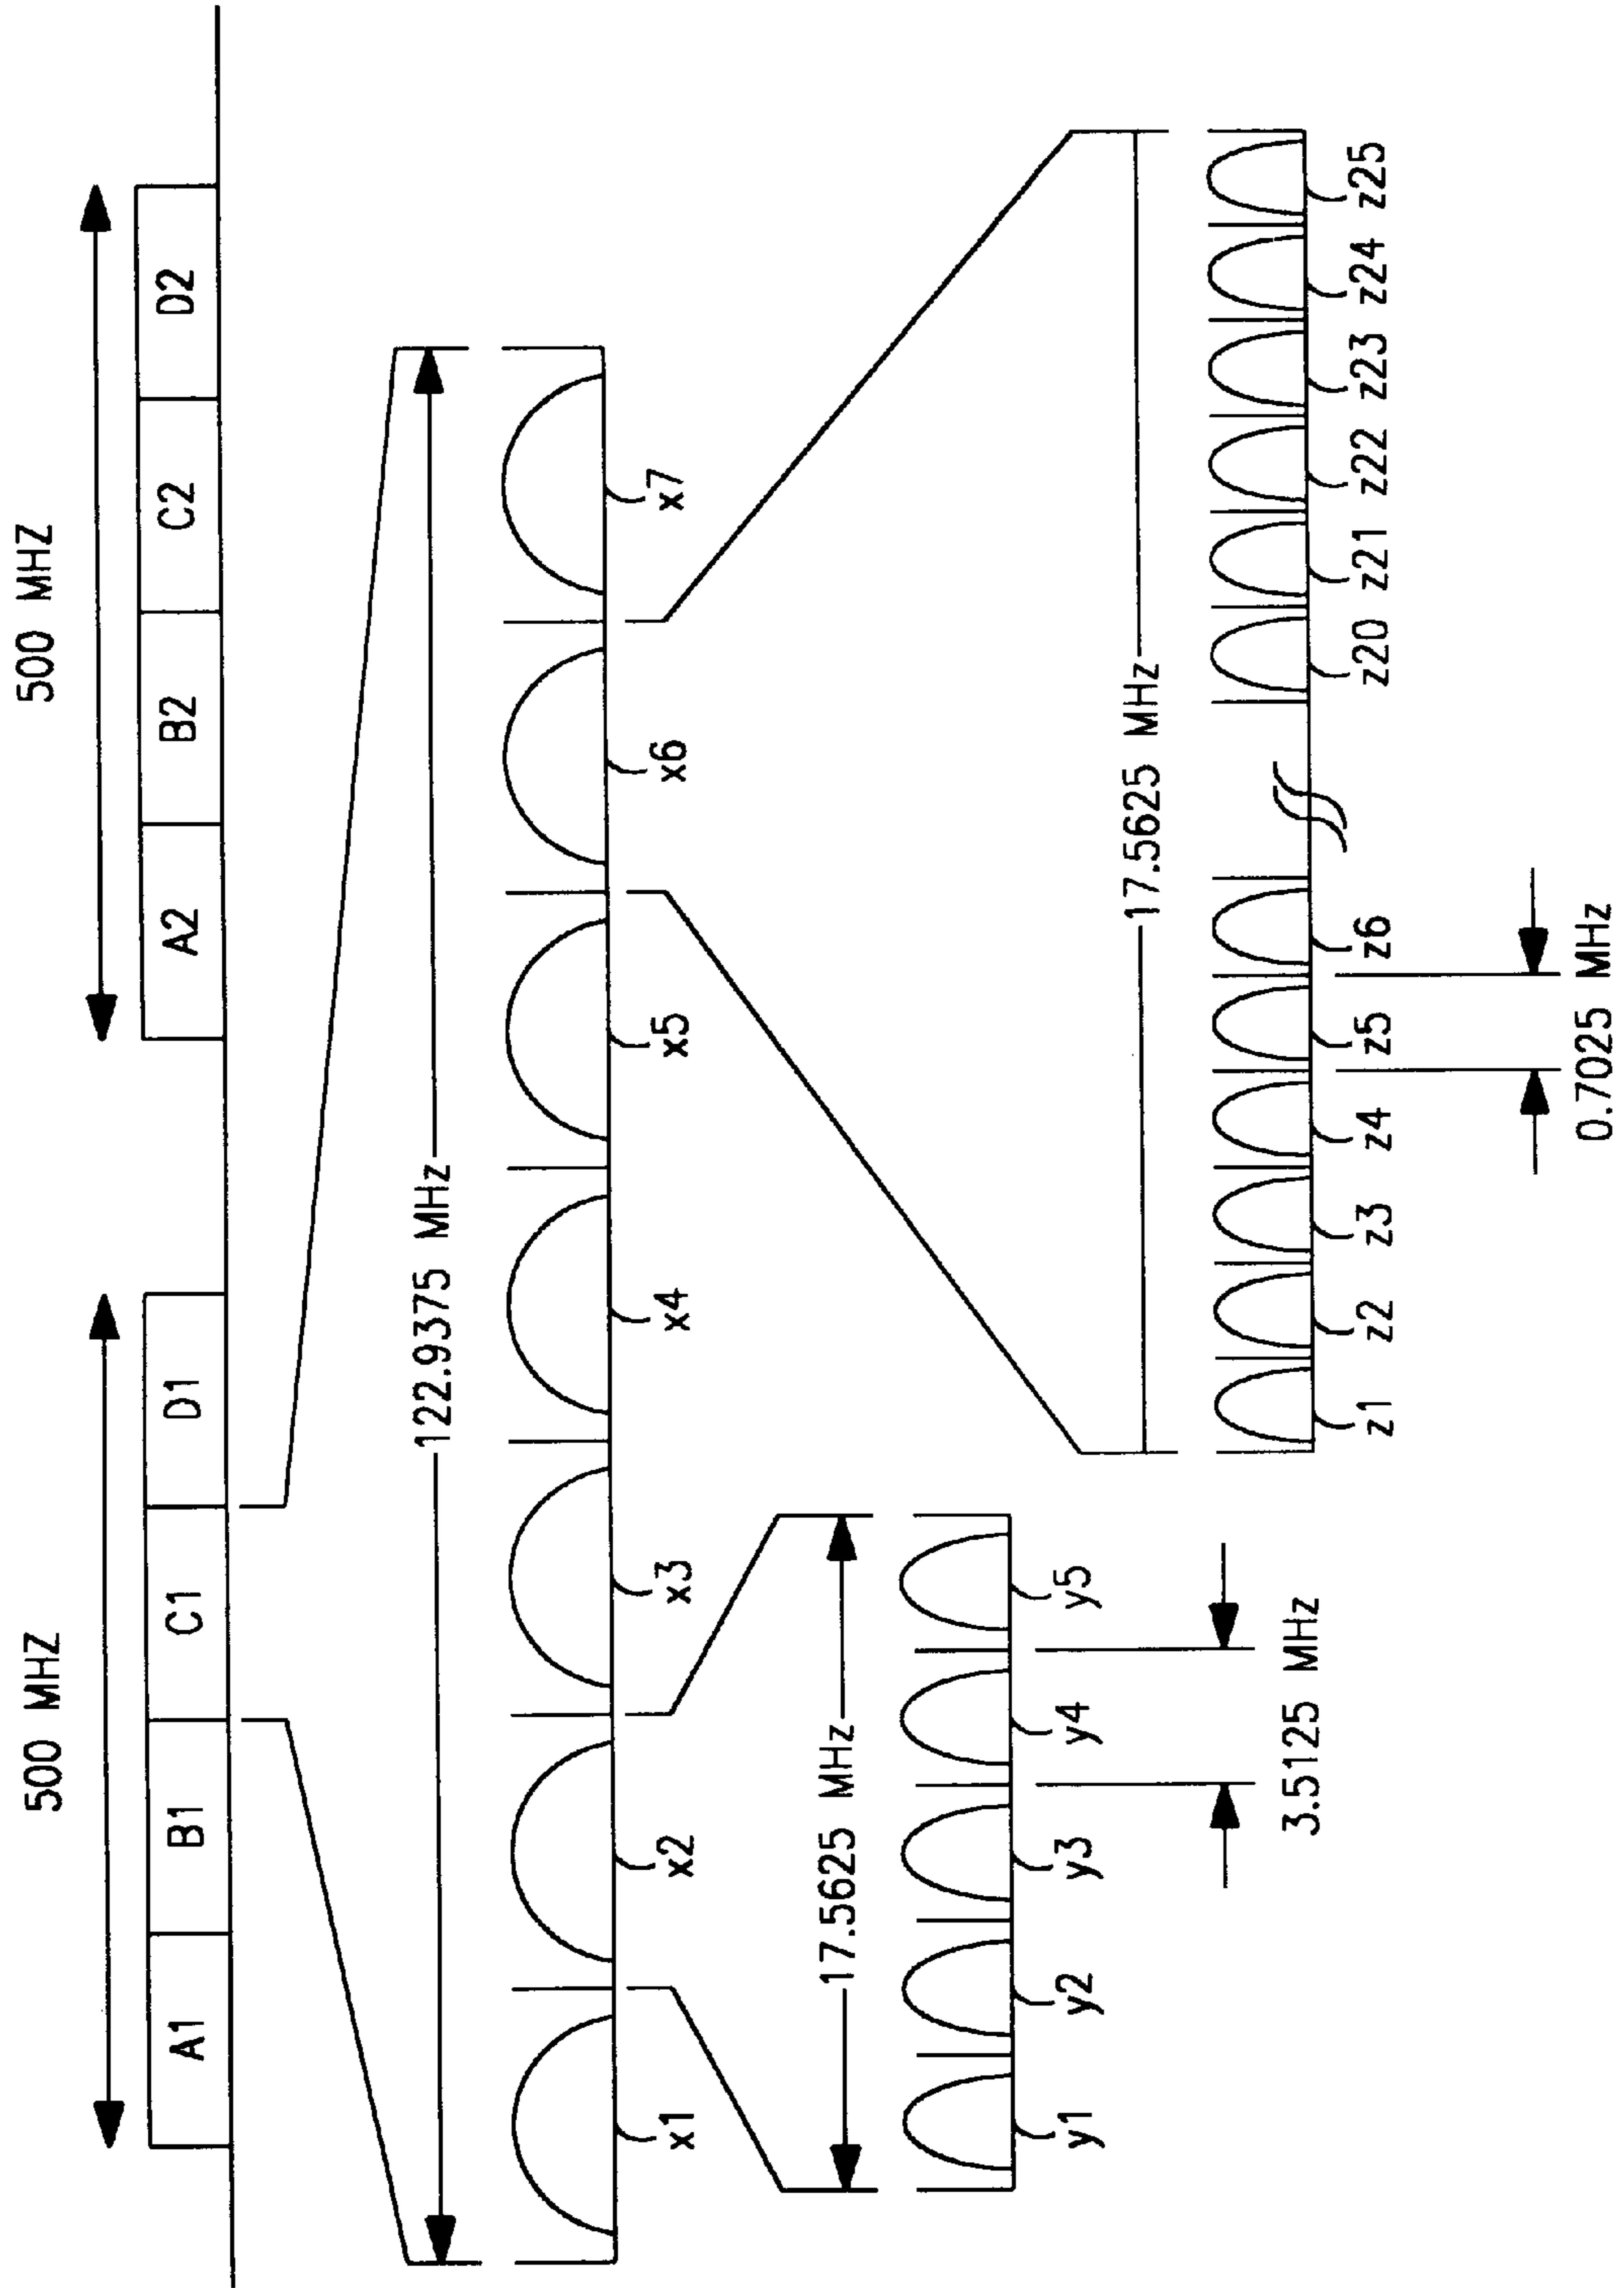 500 MHZ 500 MHZ
A1 B1 C1 D1 A2 B2 C2 D2
122.9375 MHz
x1 x2 x3 x4 x5 x6 x7
17.5625 MHz
y1 y2 y3 y4 y5
3.5125 MHz
17.5625 MHz
z1 z2 z3 z4 z5 z6 z20 z21 z22 z23 z24 z25
0.7025 MHz